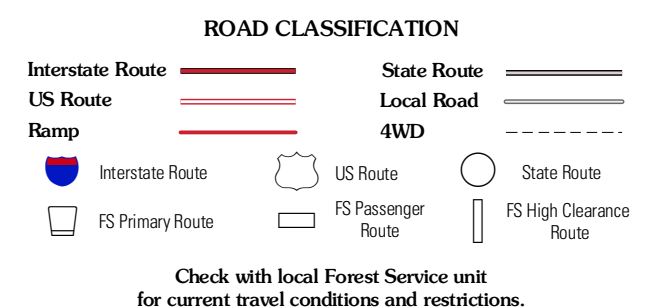 ROAD CLASSIFICATION
Interstate Route
State Route
US Route
Local Road
Ramp
4WD
Interstate Route
US Route
State Route
FS Primary Route
FS Passenger
Route
FS High Clearance
Route
Check with local Forest Service unit
for current travel conditions and restrictions.